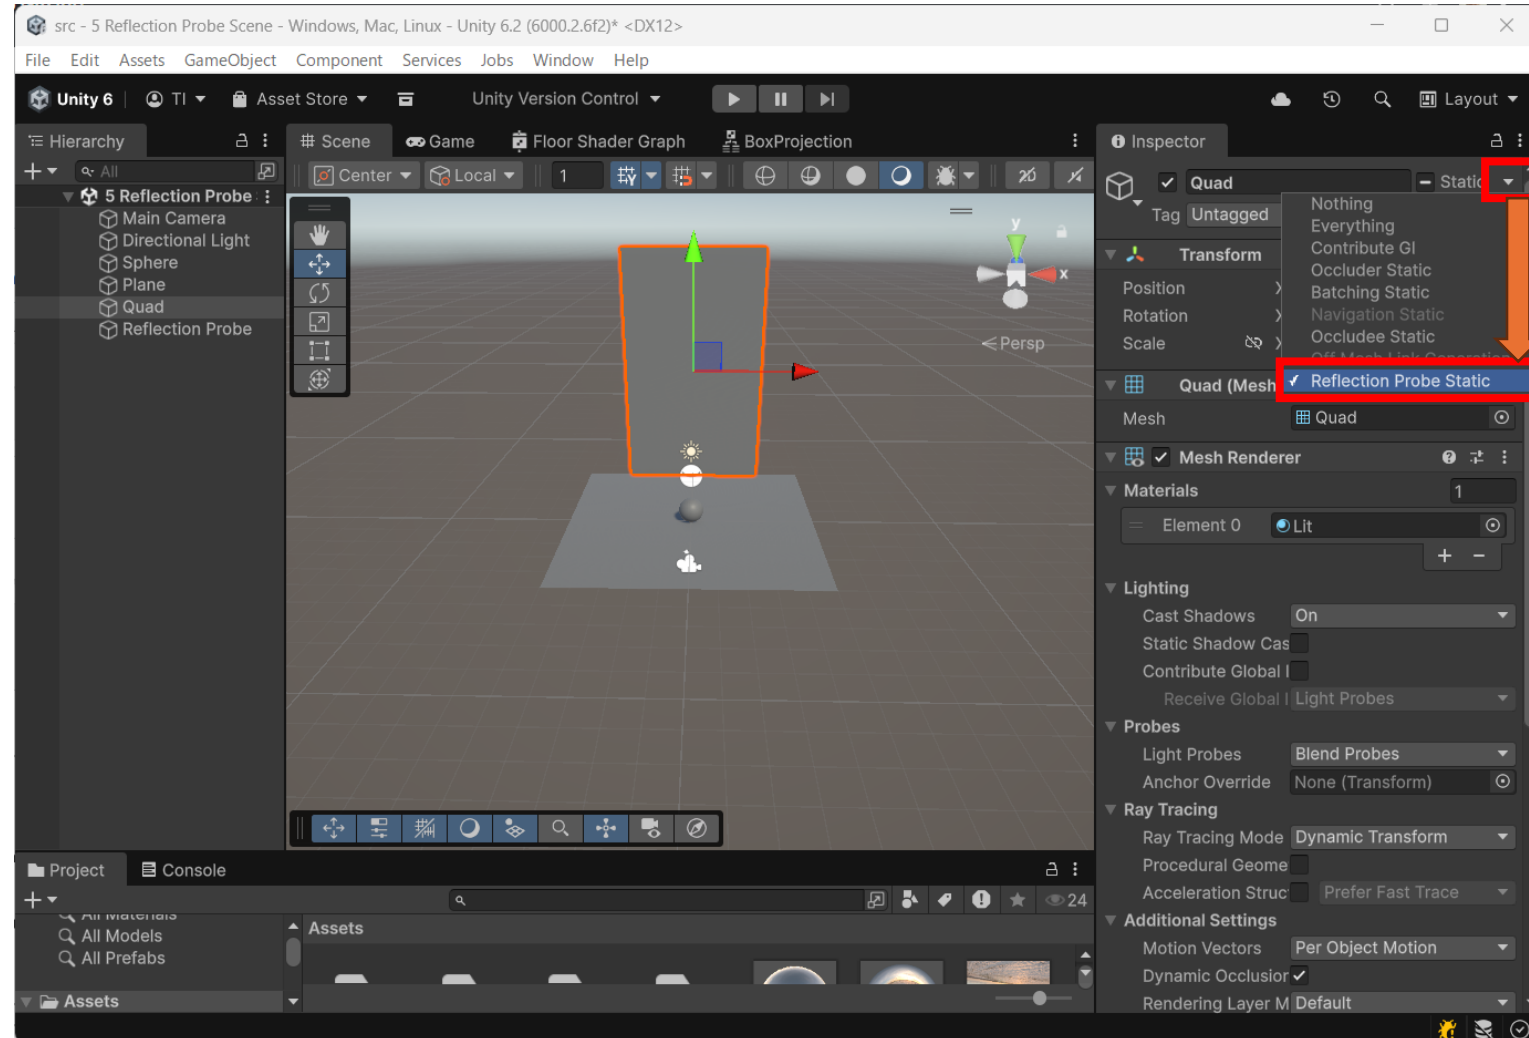 src - 5 Reflection Probe Scene - Windows, Mac, Linux - Unity 6.2 (6000.2.6f2)* <DX12>
File Edit Assets GameObject Component Services Jobs Window Help
Unity 6 TI Asset Store Unity Version Control Layout
Hierarchy
All
5 Reflection Probe
Main Camera
Directional Light
Sphere
Plane
Quad
Reflection Probe
Scene Game Floor Shader Graph BoxProjection
Center Local 1 2D
y
x
Persp
Inspector
Quad Static
Tag Untagged
Nothing
Everything
Contribute GI
Occluder Static
Batching Static
Navigation Static
Occludee Static
Off Mesh Link Generation
Reflection Probe Static
Transform
Position X
Rotation X
Scale X
Quad (Mesh
Mesh Quad
Mesh Renderer
Materials 1
Element 0 Lit
Lighting
Cast Shadows On
Static Shadow Cas
Contribute Global I
Receive Global I Light Probes
Probes
Light Probes Blend Probes
Anchor Override None (Transform)
Ray Tracing
Ray Tracing Mode Dynamic Transform
Procedural Geome
Acceleration Struc Prefer Fast Trace
Additional Settings
Motion Vectors Per Object Motion
Dynamic Occlusion
Rendering Layer M Default
Project Console
24
All Materials
All Models
All Prefabs
Assets
Assets